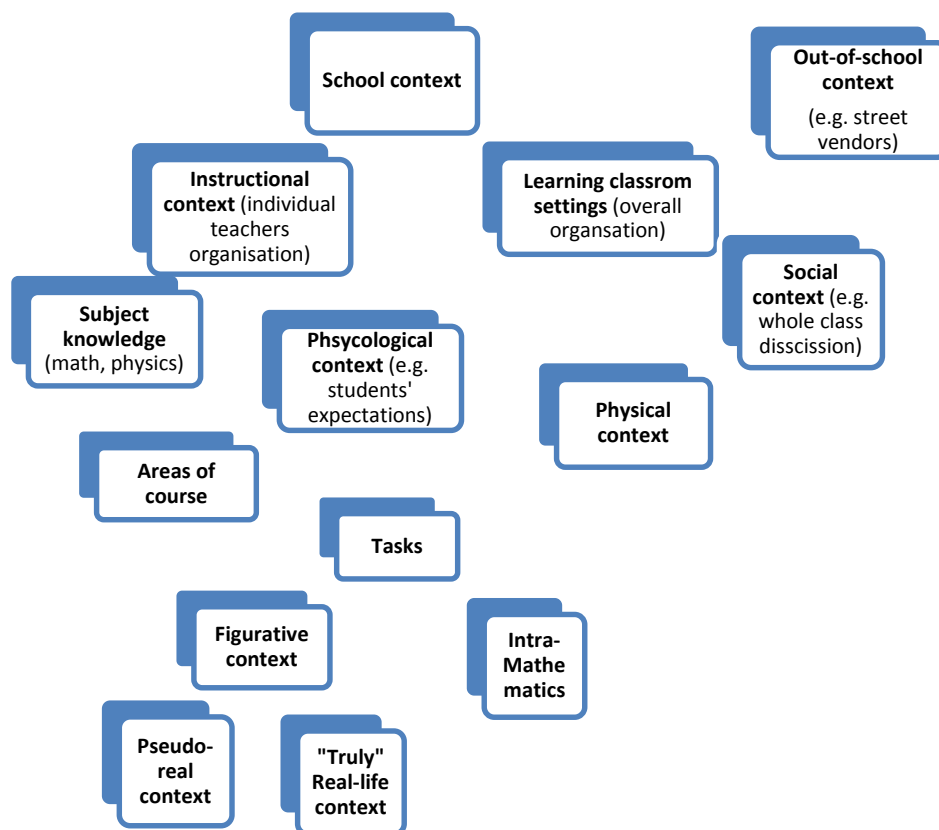 School context
Out-of-school
context
(e.g. street
vendors)
Instructional
context (individual
teachers
organisation)
Learning classrom
settings (overall
organsation)
Social
context (e.g.
whole class
disscission)
Subject
knowledge
(math, physics)
Phsycological
context (e.g.
students'
expectations)
Physical
context
Areas of
course
Tasks
Figurative
context
Intra-
Mathe
matics
Pseudo-
real
context
"Truly"
Real-life
context